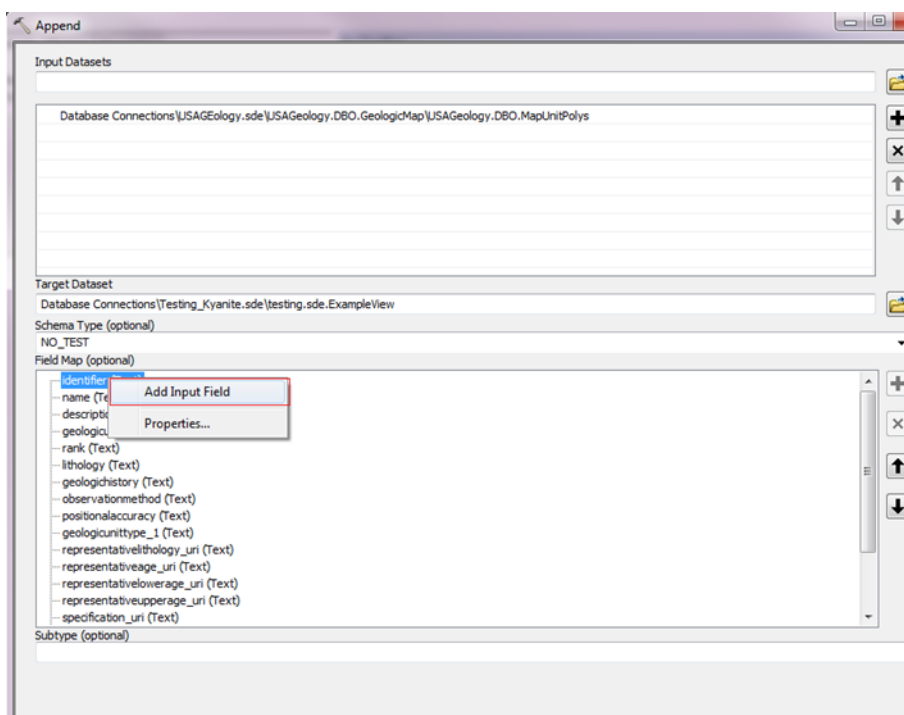 Append
Input Datasets
Database Connections\USAGEology.sde\USAGeology.DBO.GeologicMap\USAGeology.DBO.MapUnitPolys
Target Dataset
Database Connections\Testing_Kyanite.sde\testing.sde.ExampleView
Schema Type (optional)
NO_TEST
Field Map (optional)
identifier
Add Input Field
name
Properties...
rank (Text)
lithology (Text)
geologichistory (Text)
observationmethod (Text)
positionalaccuracy (Text)
geologicunittype_1 (Text)
representativelithology_uri (Text)
representativeage_uri (Text)
representativelowerage_uri (Text)
representativeupperage_uri (Text)
specification_uri (Text)
Subtype (optional)